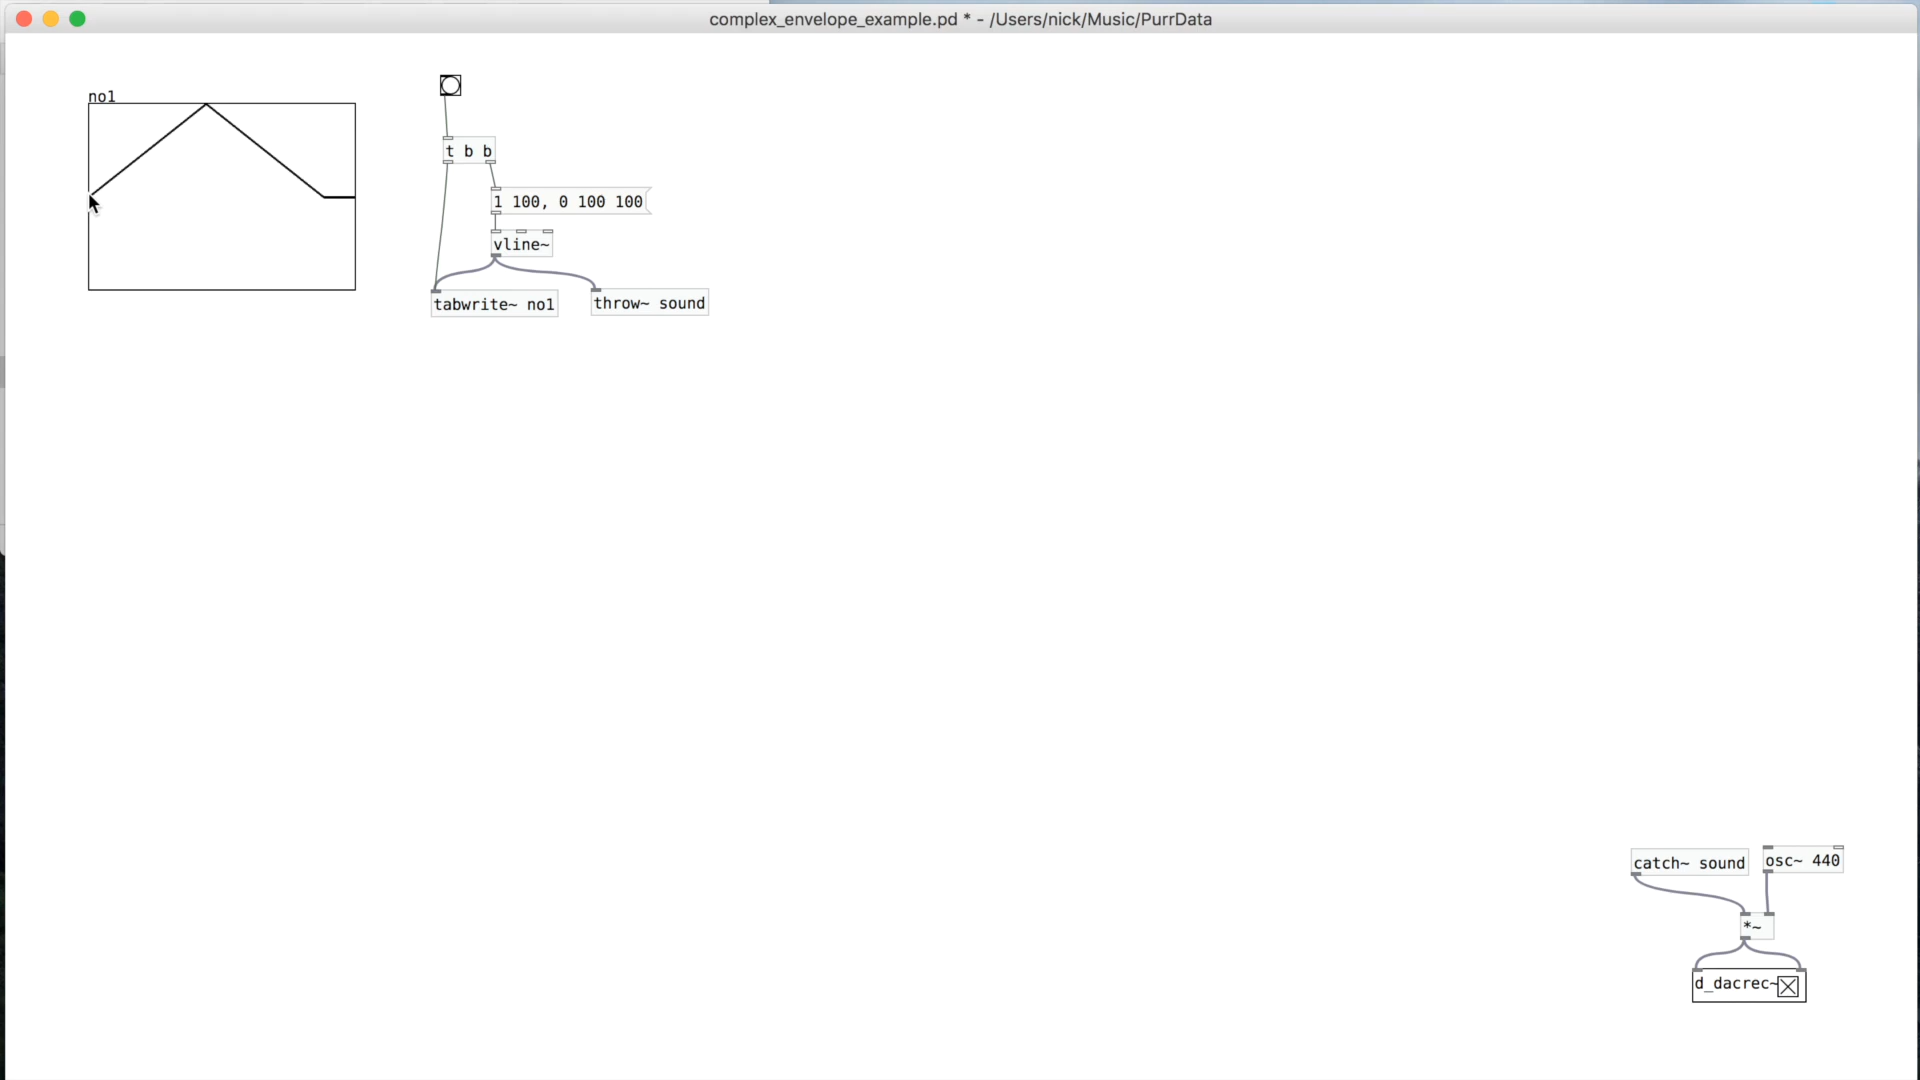 complex_envelope_example.pd * - /Users/nick/Music/PurrData
no1
t b b
1 100, 0 100 100
vline~
tabwrite~ no1
throw~ sound
catch~ sound
osc~ 440
*~
d_dacrec~